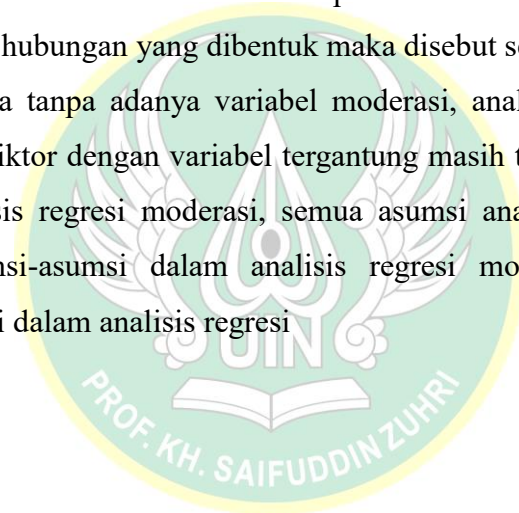 hubungan yang dibentuk maka disebut se
a tanpa adanya variabel moderasi, anal
iktor dengan variabel tergantung masih t
sis regresi moderasi, semua asumsi ana
nsi-asumsi dalam analisis regresi mo
i dalam analisis regresi
UIN
PROF. KH. SAIFUDDIN ZUHRI